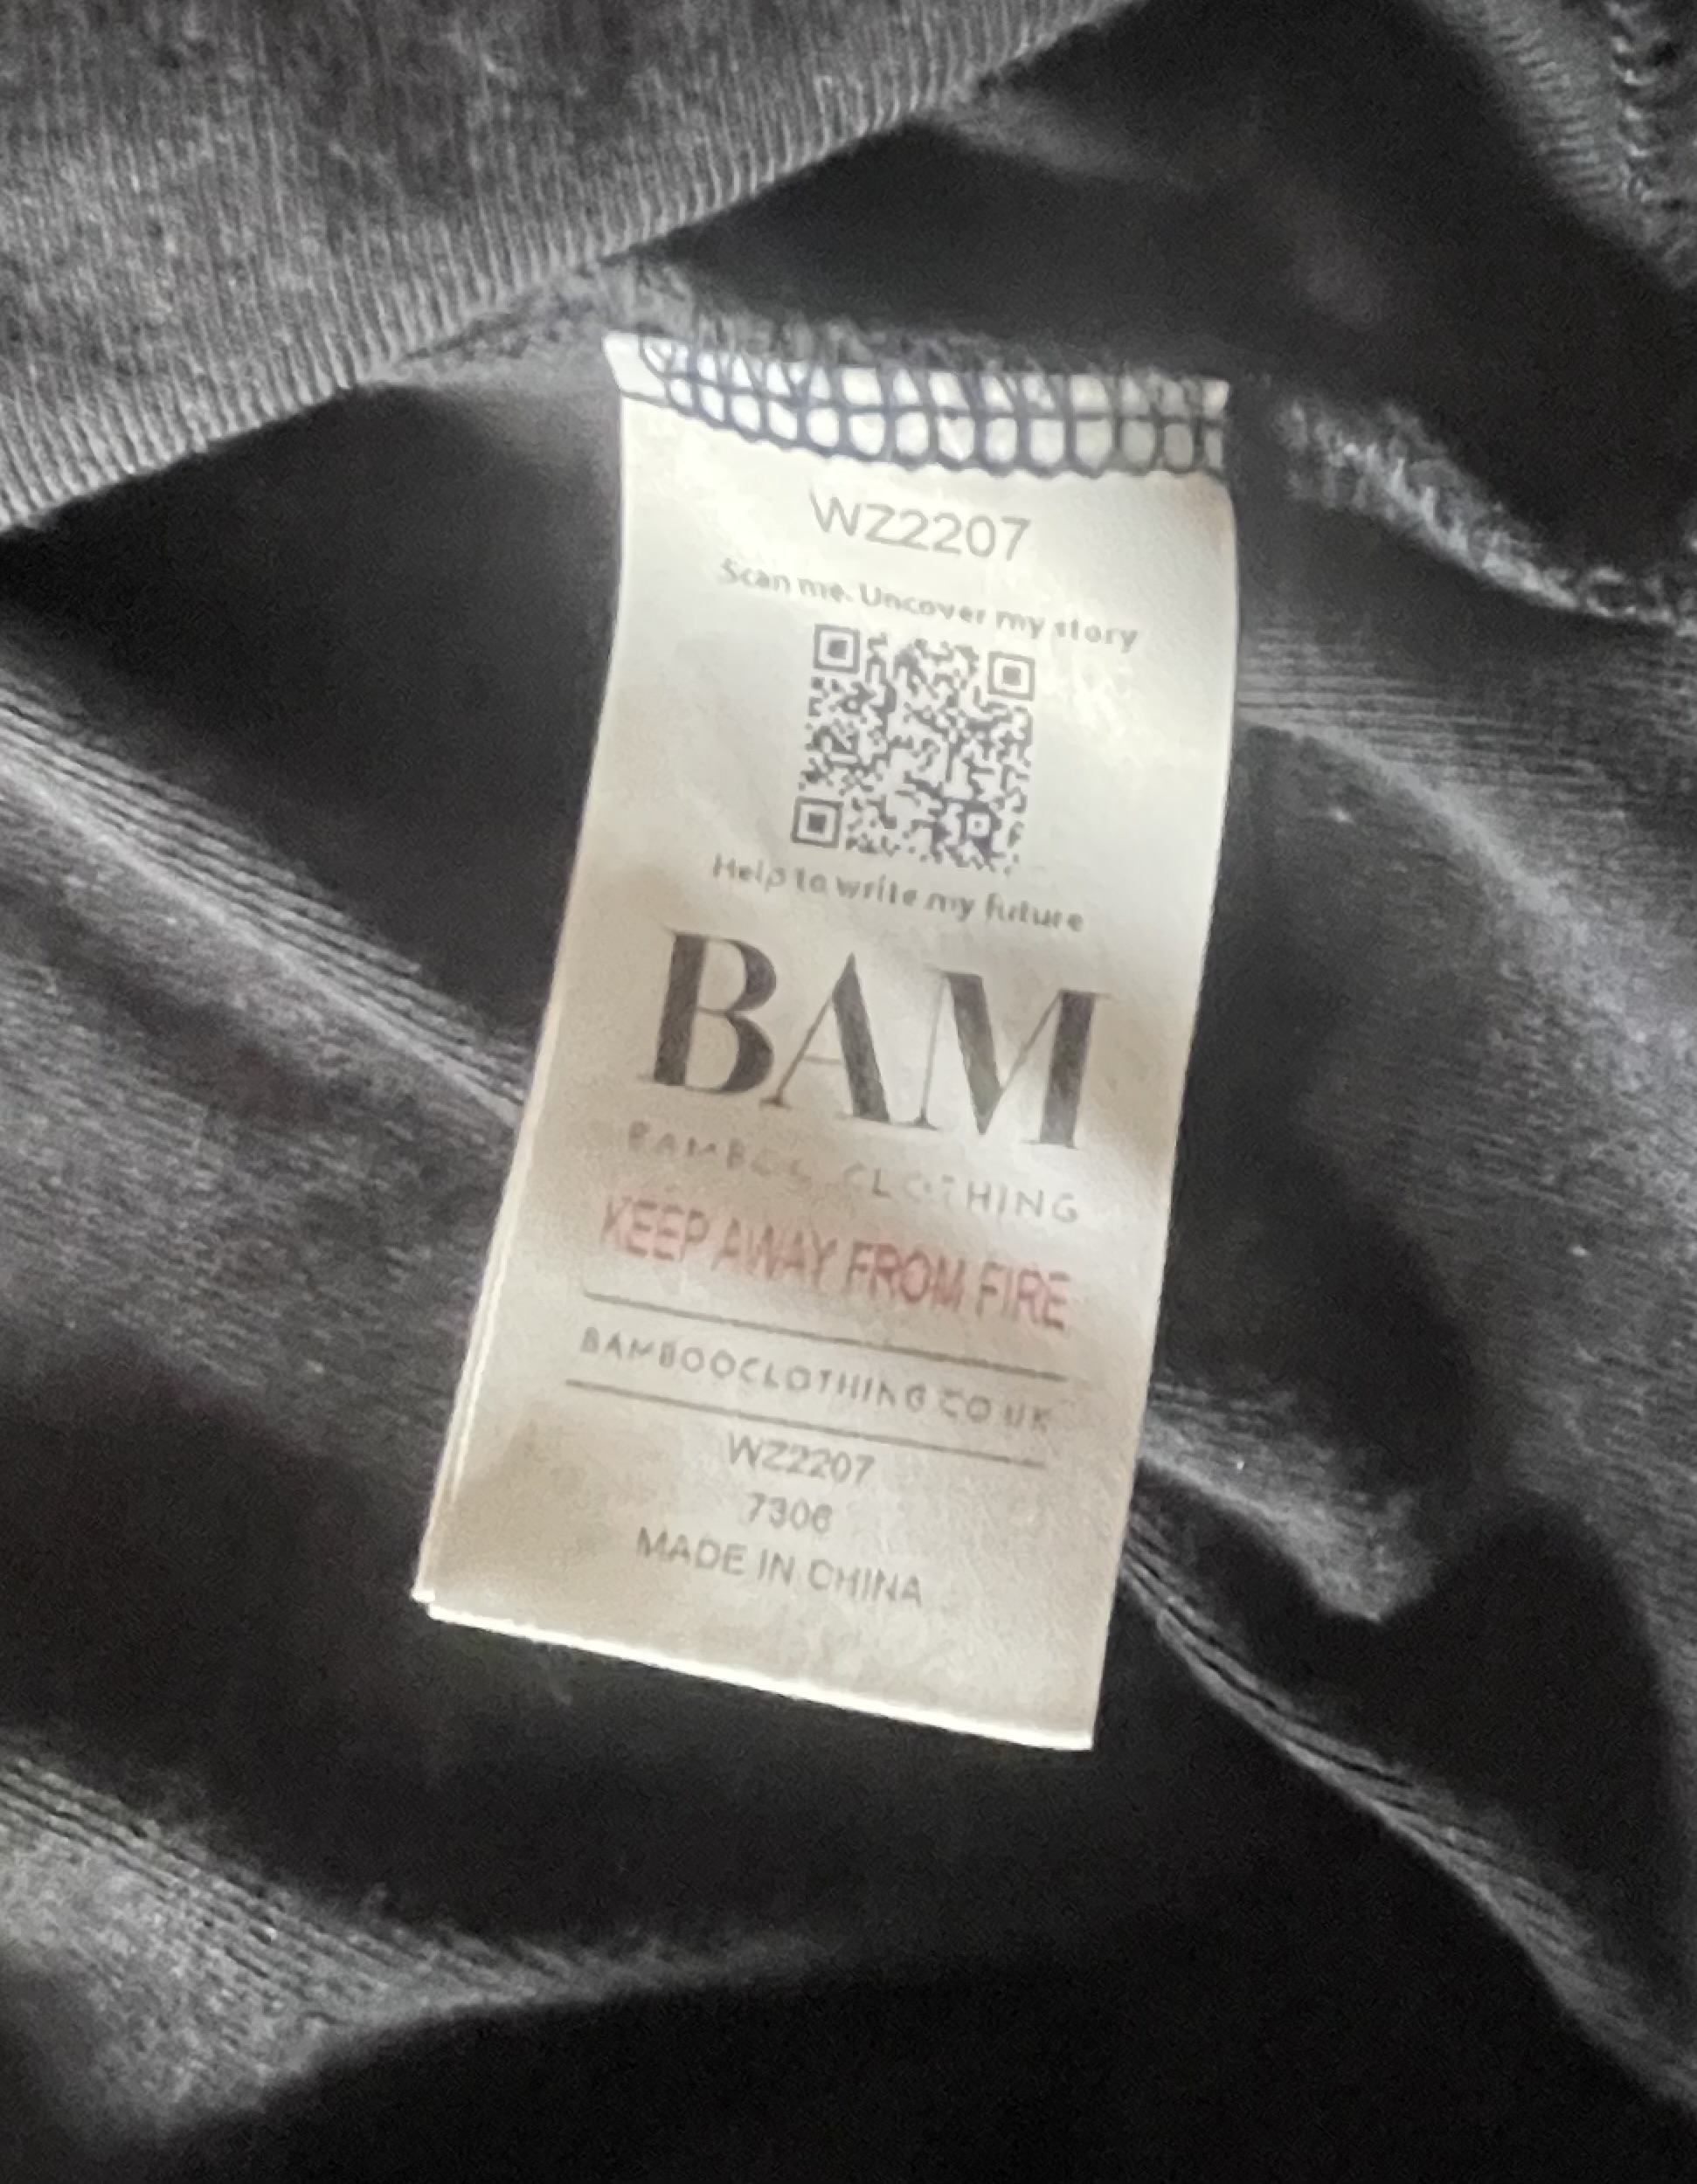 WZ2207
Scan me. Uncover my story
Help to write my future
BAM
BAMBOO CLOTHING
KEEP AWAY FROM FIRE
BAMBOOCLOTHING.CO.UK
WZ2207
7306
MADE IN CHINA